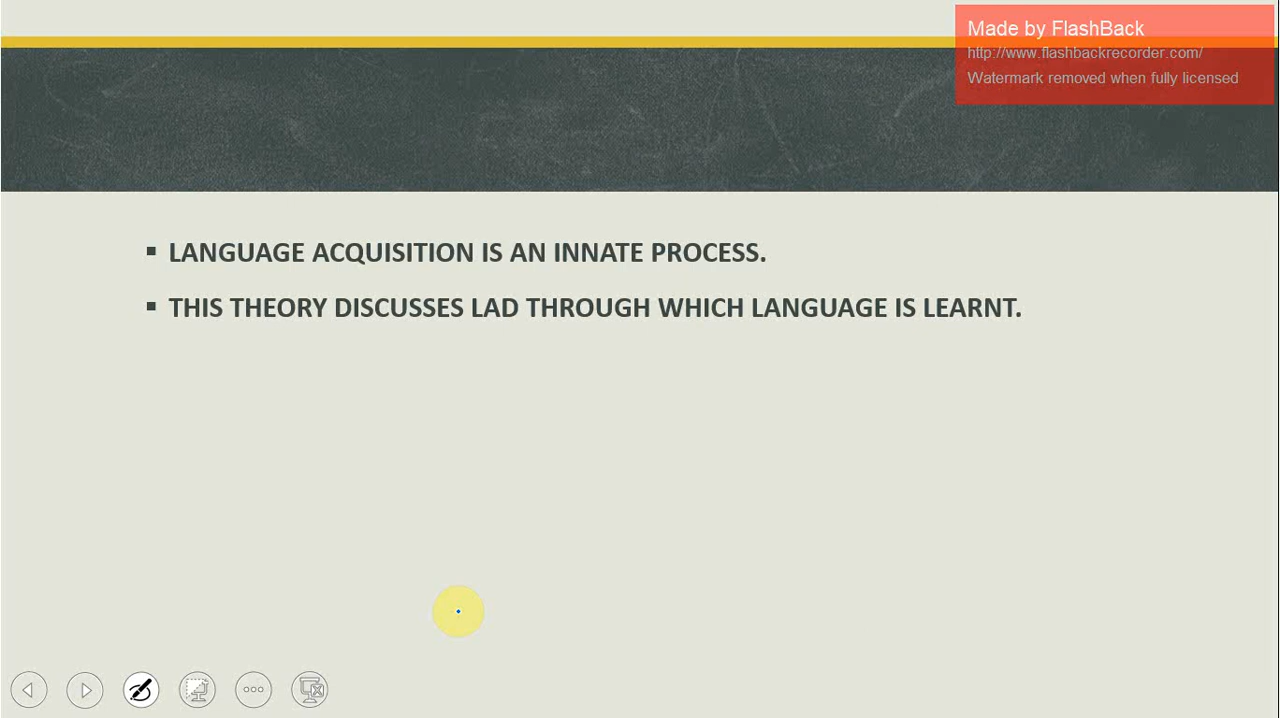 Made by FlashBack
http://www.flashbackrecorder.com/
Watermark removed when fully licensed
▪ LANGUAGE ACQUISITION IS AN INNATE PROCESS.
▪ THIS THEORY DISCUSSES LAD THROUGH WHICH LANGUAGE IS LEARNT.